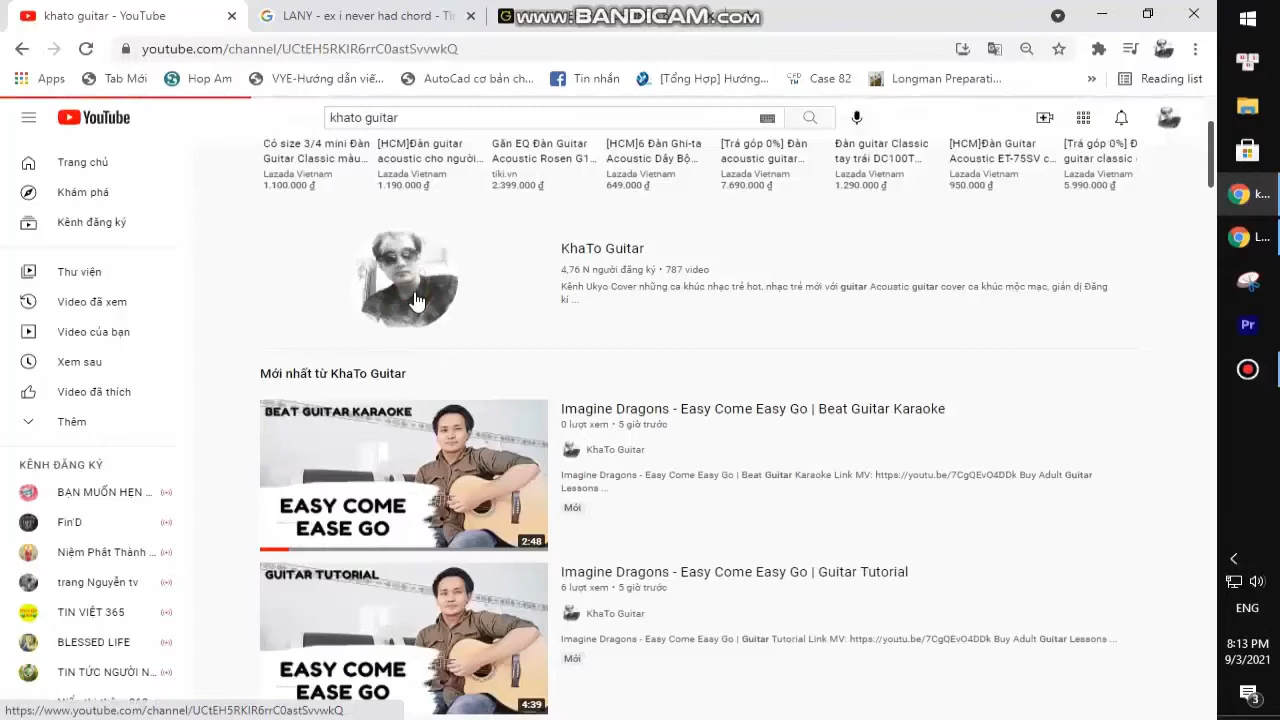 khato guitar - YouTube
LANY - ex i never had chord - Ti
www.BANDICAM.com
youtube.com/channel/UCtEH5RKIR6rrC0astSvvwkQ
Apps
Tab Mới
Hop Am
VYE-Hướng dẫn viế...
AutoCad cơ bản ch...
Tin nhắn
[Tổng Hợp] Hướng...
Case 82
Longman Preparati...
»
Reading list
YouTube
khato guitar
Trang chủ
Khám phá
Kênh đăng ký
Thư viện
Video đã xem
Video của bạn
Xem sau
Video đã thích
Thêm
KÊNH ĐĂNG KÝ
BẠN MUỐN HẸN ...
Fin'D
Niệm Phật Thành ...
trang Nguyễn tv
TIN VIỆT 365
BLESSED LIFE
TIN TỨC NGƯỜI N...
Có size 3/4 mini Đàn
Guitar Classic màu...
Lazada Vietnam
1.100.000 ₫
[HCM]Đàn guitar
acoustic cho người...
Lazada Vietnam
1.190.000 ₫
Gắn EQ Đàn Guitar
Acoustic Rosen G1...
tiki.vn
2.399.000 ₫
[HCM]6 Đàn Ghi-ta
Acoustic Dây Bộ...
Lazada Vietnam
649.000 ₫
[Trả góp 0%] Đàn
acoustic guitar...
Lazada Vietnam
7.690.000 ₫
Đàn guitar Classic
tay trái DC100T...
Lazada Vietnam
1.290.000 ₫
[HCM]Đàn Guitar
Acoustic ET-75SV c...
Lazada Vietnam
950.000 ₫
[Trả góp 0%] Đàn
guitar classic
Lazada Vietnam
5.990.000 ₫
KhaTo Guitar
4,76 N người đăng ký • 787 video
Kênh Ukyo Cover những ca khúc nhạc trẻ hot, nhạc trẻ mới với guitar Acoustic guitar cover ca khúc mộc mạc, giản dị Đăng
kí ...
Mới nhất từ KhaTo Guitar
BEAT GUITAR KARAOKE
EASY COME
EASE GO
2:48
Imagine Dragons - Easy Come Easy Go | Beat Guitar Karaoke
0 lượt xem • 5 giờ trước
KhaTo Guitar
Imagine Dragons - Easy Come Easy Go | Beat Guitar Karaoke Link MV: https://youtu.be/7CgQEvO4DDk Buy Adult Guitar
Lessons ...
Mới
GUITAR TUTORIAL
EASY COME
EASE GO
4:39
Imagine Dragons - Easy Come Easy Go | Guitar Tutorial
6 lượt xem • 5 giờ trước
KhaTo Guitar
Imagine Dragons - Easy Come Easy Go | Guitar Tutorial Link MV: https://youtu.be/7CgQEvO4DDk Buy Adult Guitar Lessons ...
Mới
https://www.youtube.com/channel/UCtEH5RKIR6rrC0astSvvwkQ
k...
L...
Pr
ENG
8:13 PM
9/3/2021
3